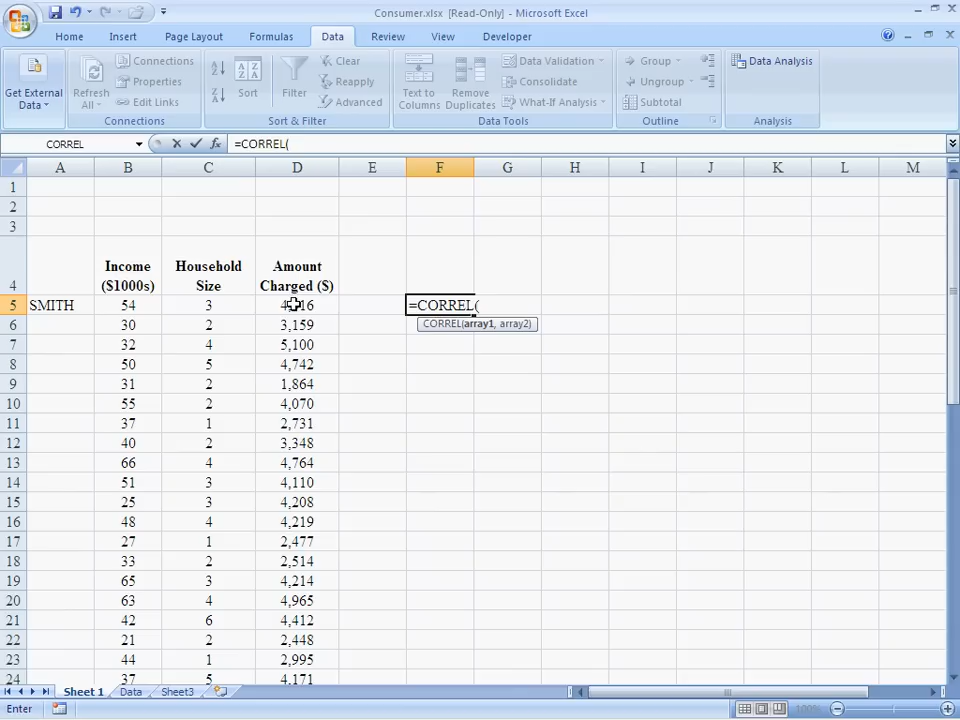 Consumer.xlsx [Read-Only] - Microsoft Excel
Home Insert Page Layout Formulas Data Review View Developer
Get External Data
Refresh All
Connections
Properties
Edit Links
Connections
Sort
Filter
Clear
Reapply
Advanced
Sort & Filter
Text to Columns
Remove Duplicates
Data Validation
Consolidate
What-If Analysis
Data Tools
Group
Ungroup
Subtotal
Outline
Data Analysis
Analysis
CORREL fx =CORREL(
A B C D E F G H I J K L M
1
2
3
4 Income ($1000s) Household Size Amount Charged ($)
5 SMITH 54 3 =CORREL(
CORREL(array1, array2)
6 30 2 3,159
7 32 4 5,100
8 50 5 4,742
9 31 2 1,864
10 55 2 4,070
11 37 1 2,731
12 40 2 3,348
13 66 4 4,764
14 51 3 4,110
15 25 3 4,208
16 48 4 4,219
17 27 1 2,477
18 33 2 2,514
19 65 3 4,214
20 63 4 4,965
21 42 6 4,412
22 21 2 2,448
23 44 1 2,995
24 37 5 4,171
Sheet 1 Data Sheet3
Enter 100%